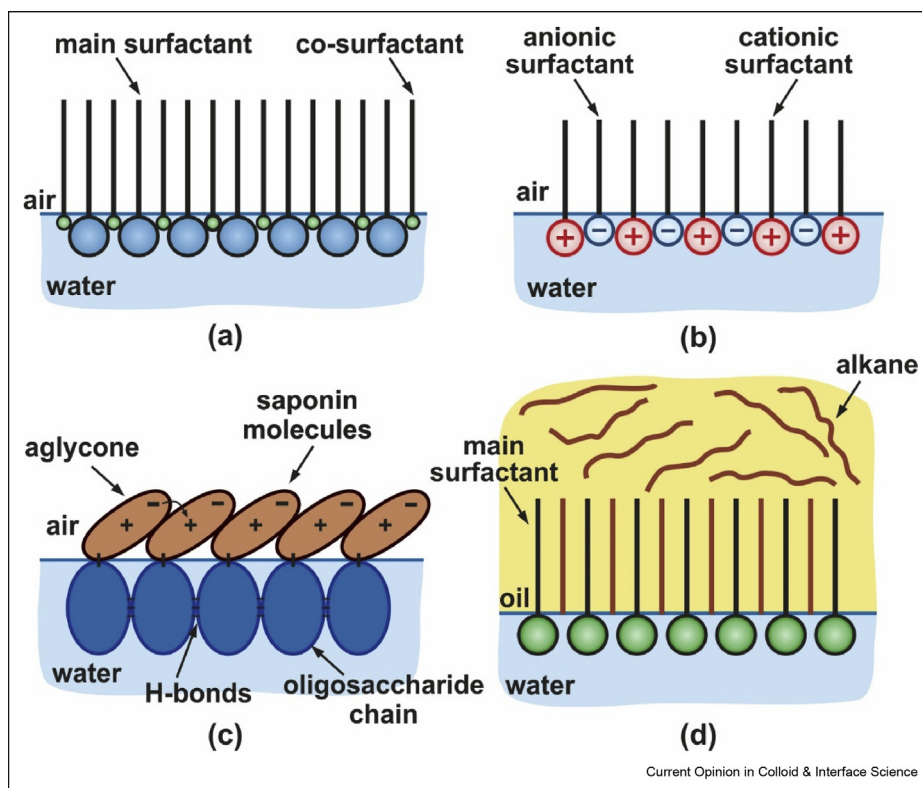 main surfactant
co-surfactant
air
water
(a)
anionic
surfactant
cationic
surfactant
air
+ − + − + − + − +
water
(b)
saponin
molecules
aglycone
− − − − −
+ + + + +
air
water
H-bonds
oligosaccharide
chain
(c)
alkane
main
surfactant
oil
water
(d)
Current Opinion in Colloid & Interface Science